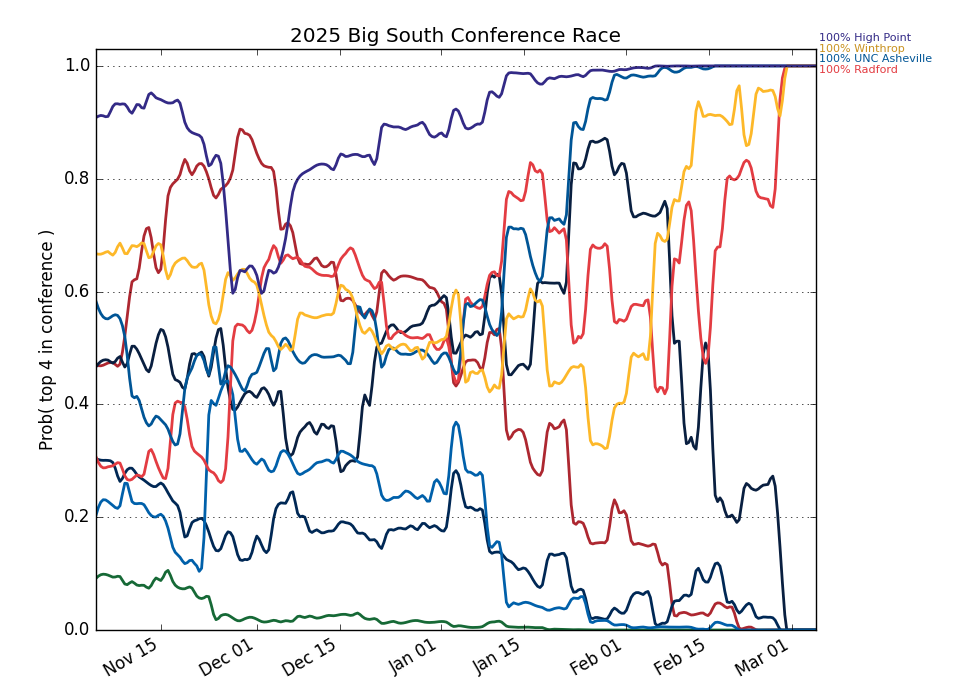 2025 Big South Conference Race
100% High Point
100% Winthrop
100% UNC Asheville
100% Radford
Prob( top 4 in conference )
1.0
0.8
0.6
0.4
0.2
0.0
Nov 15
Dec 01
Dec 15
Jan 01
Jan 15
Feb 01
Feb 15
Mar 01